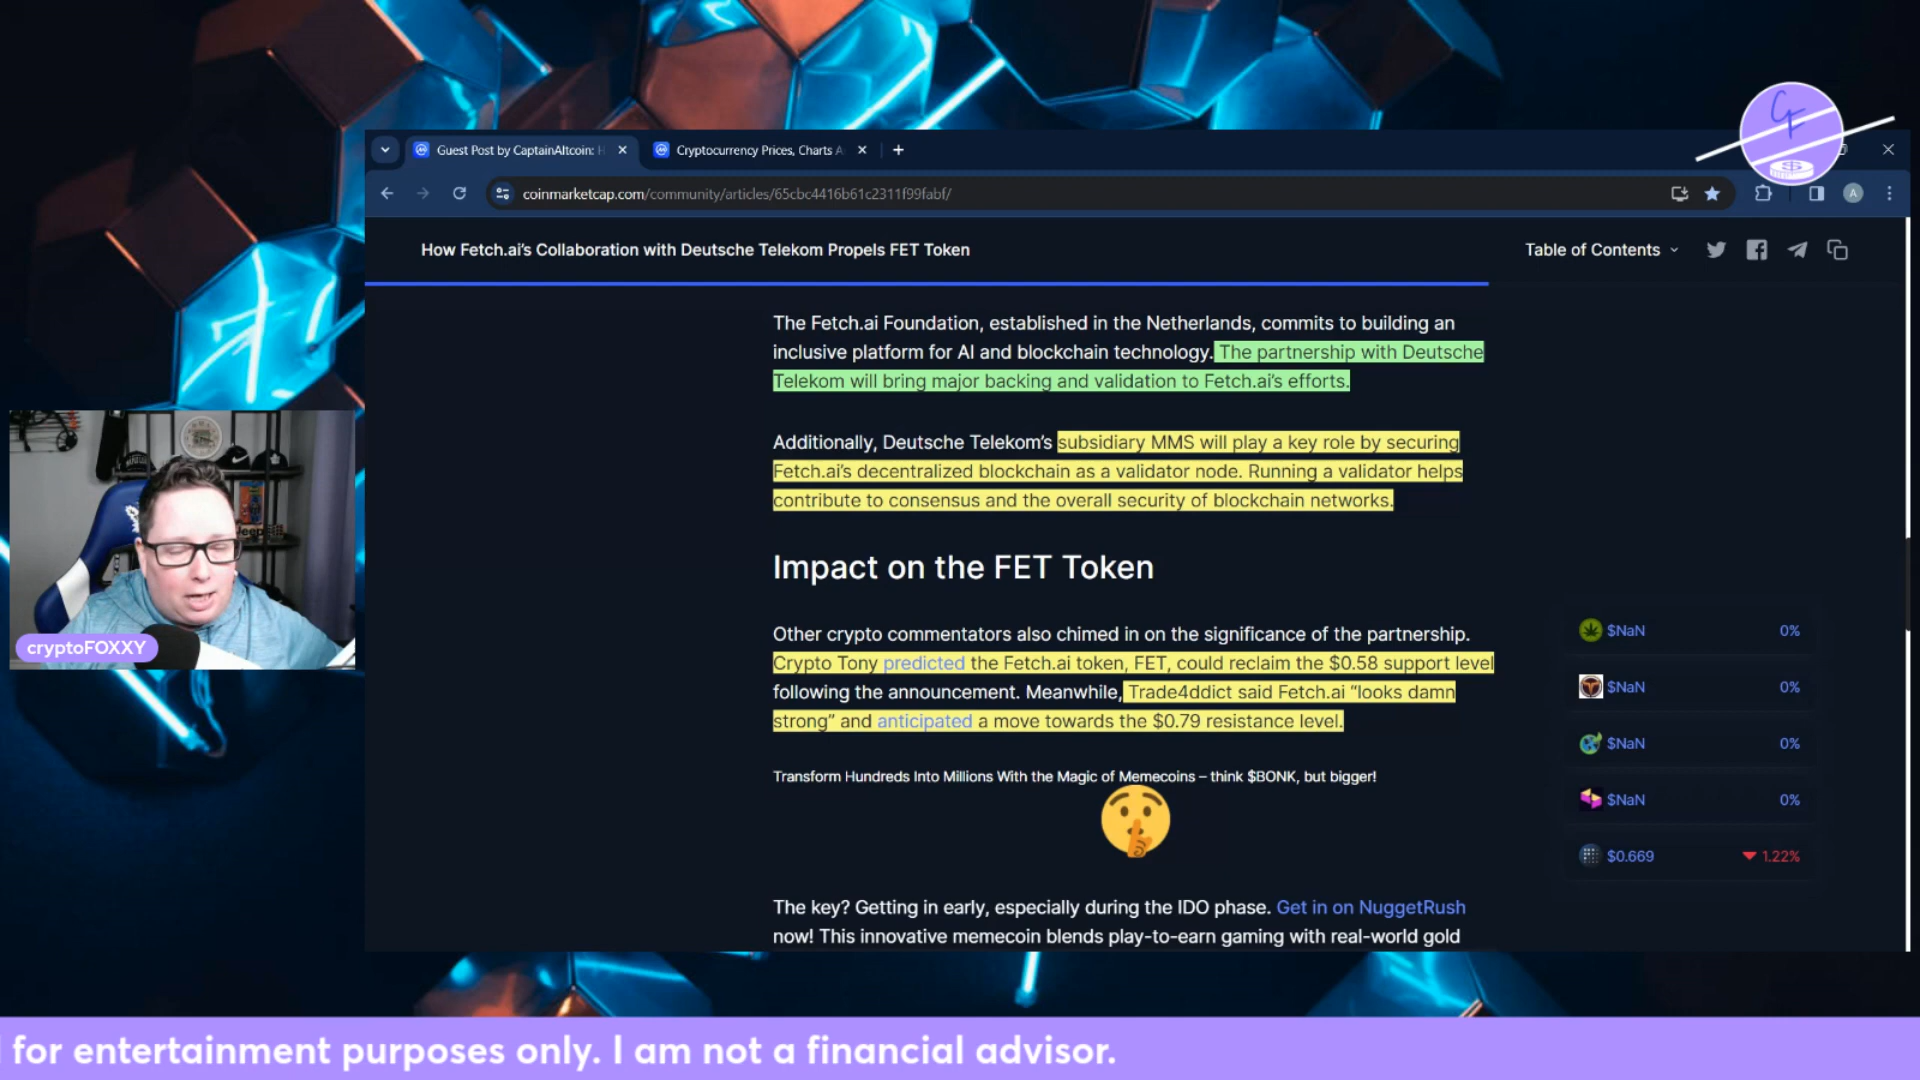 Guest Post by CaptainAltcoin: H
Cryptocurrency Prices, Charts A
coinmarketcap.com/community/articles/65cbc4416b61c2311f99fabf/
A
How Fetch.ai's Collaboration with Deutsche Telekom Propels FET Token
Table of Contents
The Fetch.ai Foundation, established in the Netherlands, commits to building an
inclusive platform for AI and blockchain technology. The partnership with Deutsche
Telekom will bring major backing and validation to Fetch.ai's efforts.
Additionally, Deutsche Telekom's subsidiary MMS will play a key role by securing
Fetch.ai's decentralized blockchain as a validator node. Running a validator helps
contribute to consensus and the overall security of blockchain networks.
Impact on the FET Token
Other crypto commentators also chimed in on the significance of the partnership.
Crypto Tony predicted the Fetch.ai token, FET, could reclaim the $0.58 support level
following the announcement. Meanwhile, Trade4ddict said Fetch.ai “looks damn
strong” and anticipated a move towards the $0.79 resistance level.
Transform Hundreds Into Millions With the Magic of Memecoins – think $BONK, but bigger!
The key? Getting in early, especially during the IDO phase. Get in on NuggetRush
now! This innovative memecoin blends play-to-earn gaming with real-world gold
$NaN 0%
$NaN 0%
$NaN 0%
$NaN 0%
$0.669 1.22%
cryptoFOXXY
for entertainment purposes only. I am not a financial advisor.